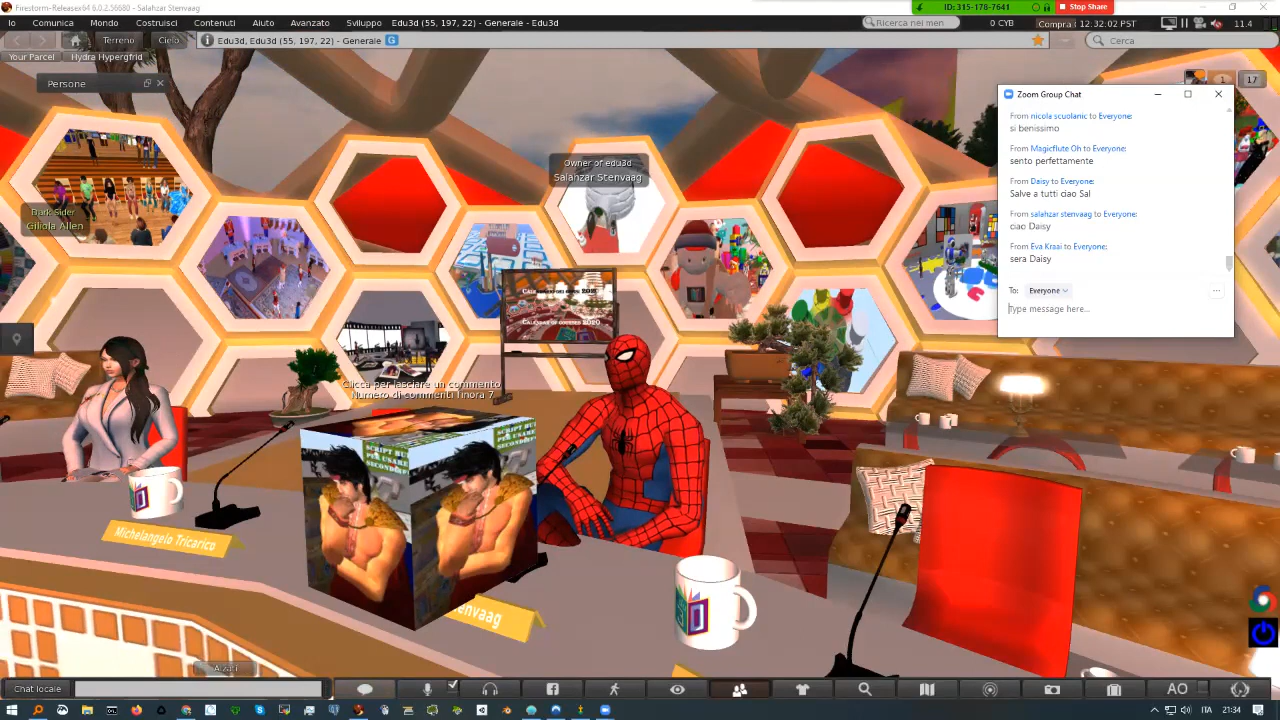 Firestorm-Releasex64 6.0.2.56680 - Salahzar Stenvaag
ID: 315-178-7641
Stop Share
Io Comunica Mondo Costruisci Contenuti Aiuto Avanzato Sviluppo Edu3d (55, 197, 22) - Generale - Edu3d
Ricerca nei men
0 CYB
Compra
12:32:02 PST
11.4
Terreno
Cielo
Edu3d, Edu3d (55, 197, 22) - Generale
G
Cerca
Your Parcel
Hydra Hypergrid
Persone
1
17
Zoom Group Chat
From nicola scuolanic to Everyone:
si benissimo
From Magicflute Oh to Everyone:
sento perfettamente
From Daisy to Everyone:
Salve a tutti ciao Sal
From salahzar stenvaag to Everyone:
ciao Daisy
From Eva Kraai to Everyone:
sera Daisy
To: Everyone
Type message here...
Owner of edu3d
Salahzar Stenvaag
Dark Sider
Giliola Allen
Clicca per lasciare un commento
Numero di commenti finora 7
Michelangelo Tricarico
Alzati
Chat locale
AO
ITA
21:34